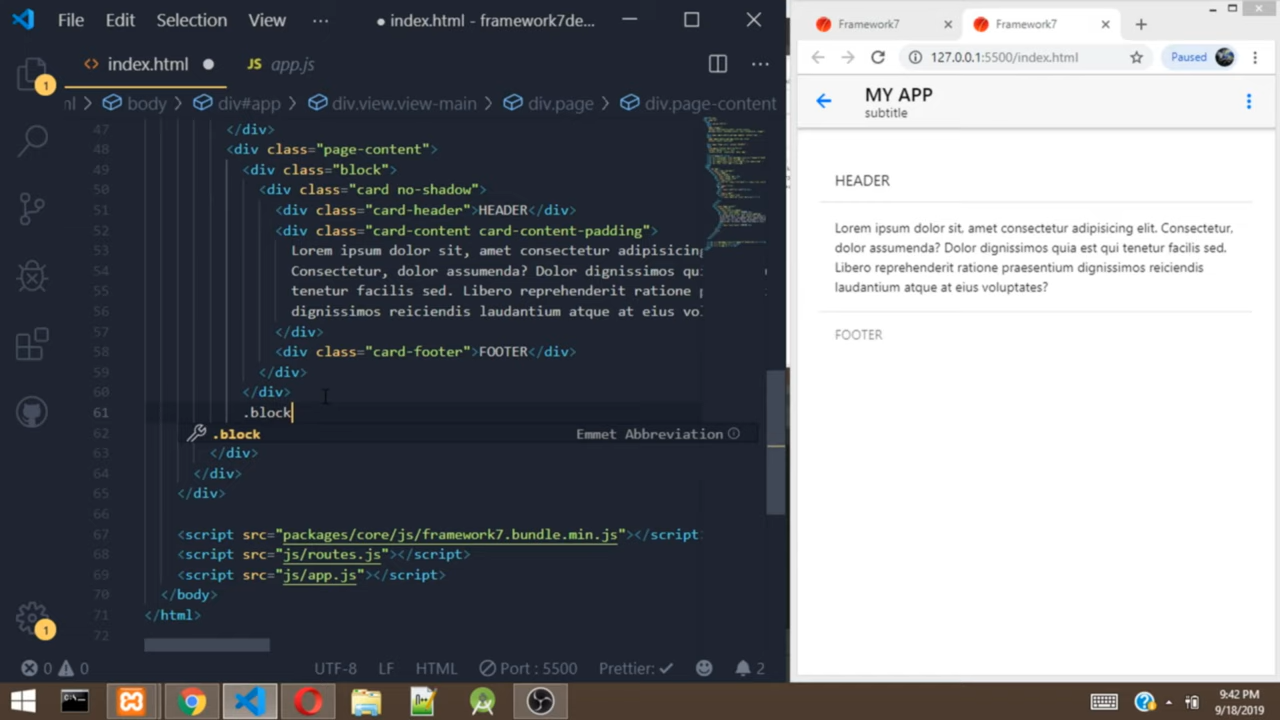 File Edit Selection View ··· ● index.html - framework7de...
<> index.html ●
JS app.js
ml > body > div#app > div.view.view-main > div.page > div.page-content
47 </div>
48 <div class="page-content">
49 <div class="block">
50 <div class="card no-shadow">
51 <div class="card-header">HEADER</div>
52 <div class="card-content card-content-padding">
53 Lorem ipsum dolor sit, amet consectetur adipisicing
54 Consectetur, dolor assumenda? Dolor dignissimos qu
55 tenetur facilis sed. Libero reprehenderit ratione
56 dignissimos reiciendis laudantium atque at eius vo
57 </div>
58 <div class="card-footer">FOOTER</div>
59 </div>
60 </div>
61 .block
62 .block Emmet Abbreviation
63 </div>
64 </div>
65 </div>
66
67 <script src="packages/core/js/framework7.bundle.min.js"></script
68 <script src="js/routes.js"></script>
69 <script src="js/app.js"></script>
70 </body>
71 </html>
72
1
1
0 0 UTF-8 LF HTML Port : 5500 Prettier: ✓ 2
Framework7
Framework7
127.0.0.1:5500/index.html
Paused
MY APP
subtitle
HEADER
Lorem ipsum dolor sit, amet consectetur adipisicing elit. Consectetur,
dolor assumenda? Dolor dignissimos quia est qui tenetur facilis sed.
Libero reprehenderit ratione praesentium dignissimos reiciendis
laudantium atque at eius voluptates?
FOOTER
9:42 PM
9/18/2019